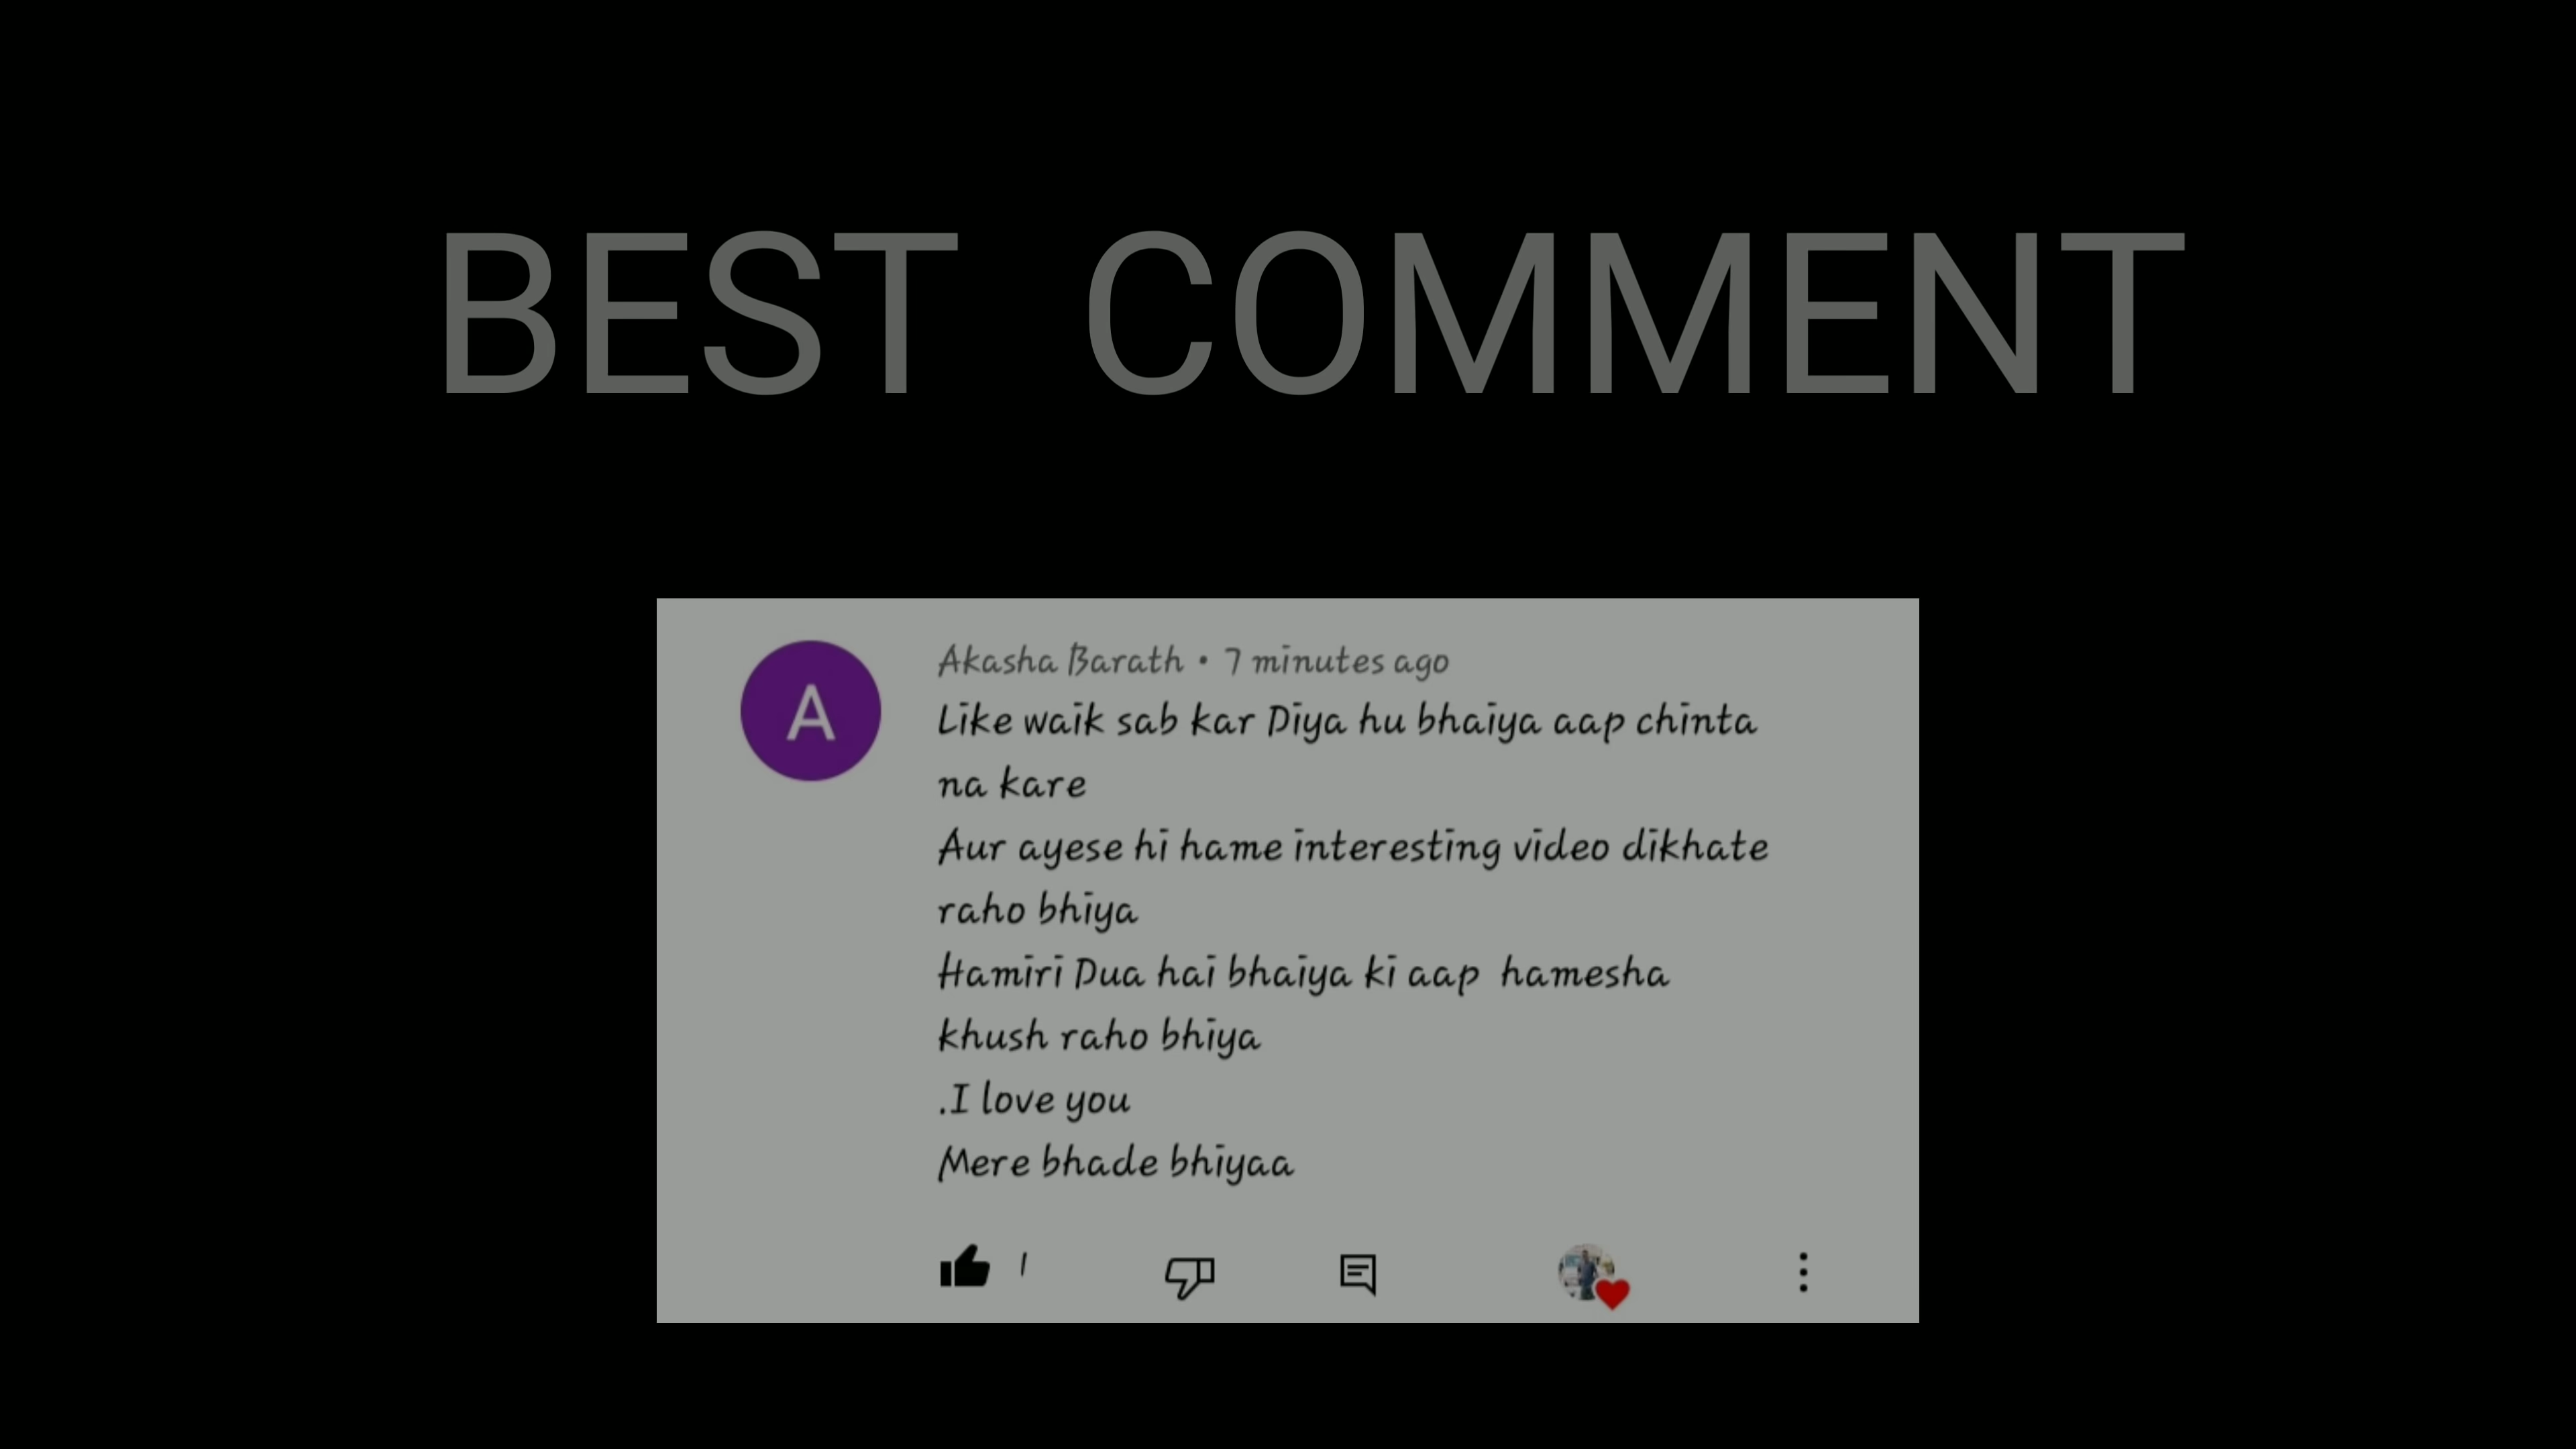 BEST COMMENT
A
Akasha Barath • 7 minutes ago
Like waik sab kar Diya hu bhaiya aap chinta
na kare
Aur ayese hi hame interesting video dikhate
raho bhiya
Hamiri Dua hai bhaiya ki aap hamesha
khush raho bhiya
.I love you
Mere bhade bhiyaa
1